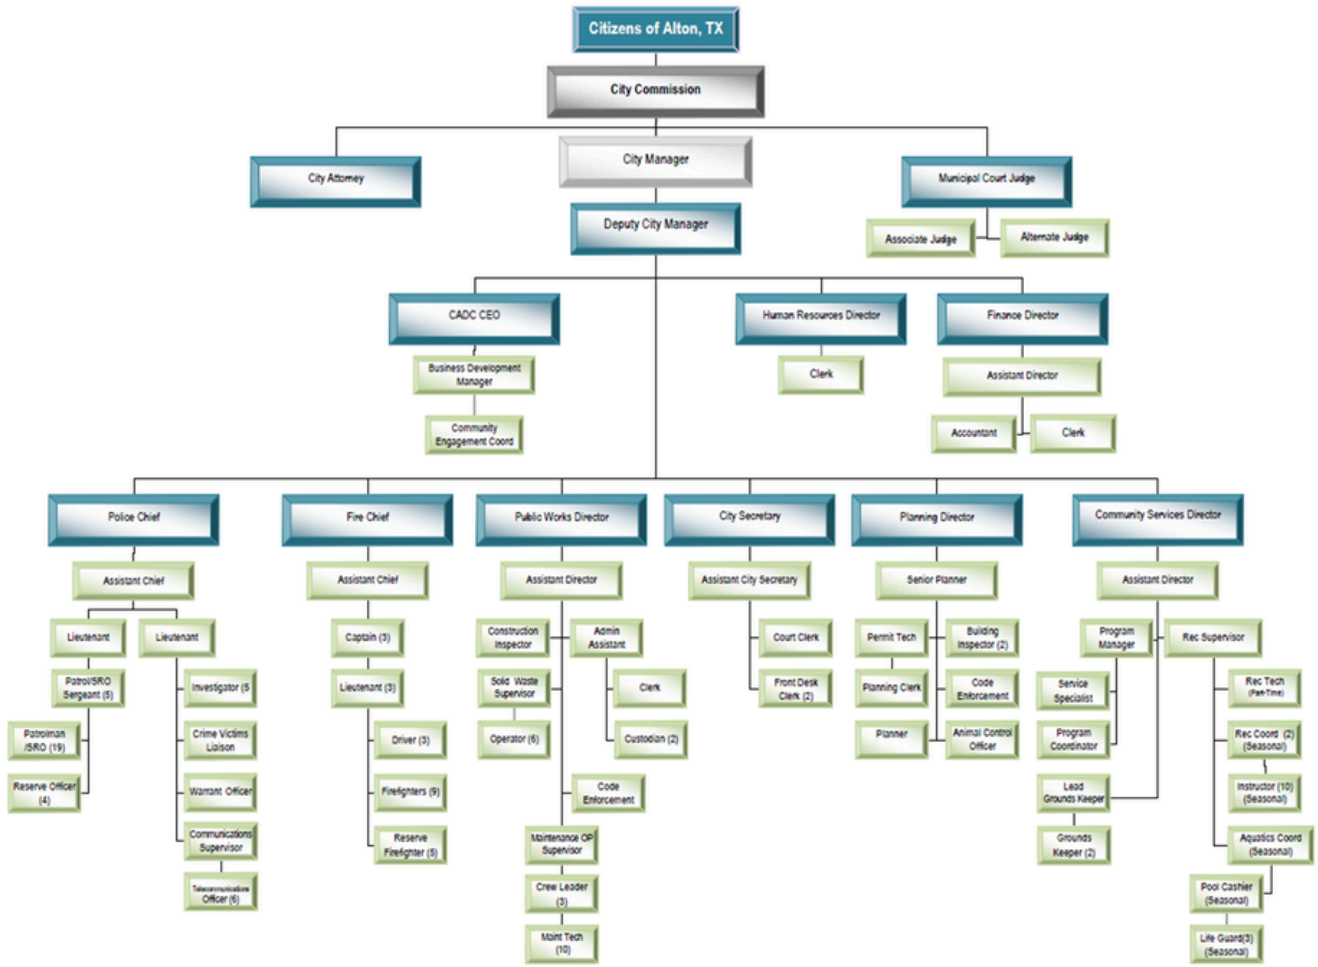 Citizens of Alton, TX
City Commission
City Manager
City Attorney
Municipal Court Judge
Deputy City Manager
Associate Judge
Alternate Judge
CADC CEO
Human Resources Director
Finance Director
Business Development
Manager
Clerk
Assistant Director
Community
Engagement Coord
Accountant
Clerk
Police Chief
Fire Chief
Public Works Director
City Secretary
Planning Director
Community Services Director
Assistant Chief
Assistant Chief
Assistant Director
Assistant City Secretary
Senior Planner
Assistant Director
Lieutenant
Lieutenant
Captain (3)
Construction
Inspector
Admin
Assistant
Court Clerk
Permit Tech
Building
Inspector (2)
Program
Manager
Rec Supervisor
Patrol/SRO
Sergeant (5)
Investigator (5
Lieutenant (3)
Solid Waste
Supervisor
Clerk
Front Desk
Clerk (2)
Planning Clerk
Code
Enforcement
Service
Specialist
Rec Tech
(Part-Time)
Patrolman
/SRO (19)
Crime Victims
Liaison
Driver (3)
Operator (6)
Custodian (2)
Planner
Animal Control
Officer
Program
Coordinator
Rec Coord (2)
(Seasonal)
Reserve Officer
(4)
Warrant Officer
Firefighters (9)
Code
Enforcement
Lead
Grounds Keeper
Instructor (10)
(Seasonal)
Communications
Supervisor
Reserve
Firefighter (5)
Maintenance OP
Supervisor
Grounds
Keeper (2)
Aquatics Coord
(Seasonal)
Telecommunications
Officer (6)
Crew Leader
(3)
Pool Cashier
(Seasonal)
Maint Tech
(10)
Life Guard(3)
(Seasonal)